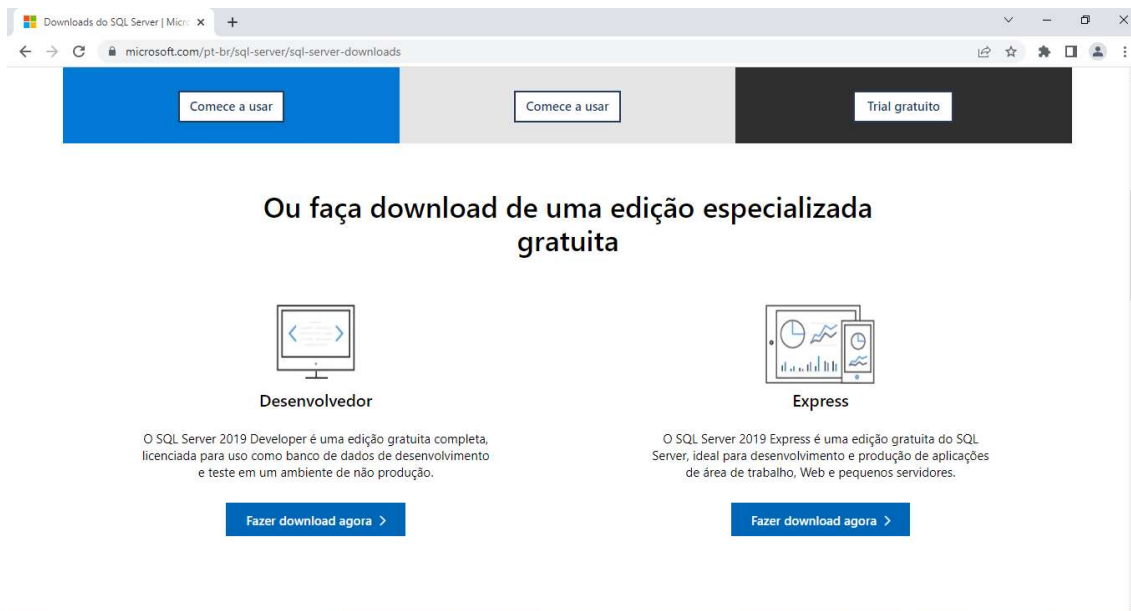 Downloads do SQL Server | Micr
microsoft.com/pt-br/sql-server/sql-server-downloads
Comece a usar
Comece a usar
Trial gratuito
Ou faça download de uma edição especializada
gratuita
Desenvolvedor
O SQL Server 2019 Developer é uma edição gratuita completa,
licenciada para uso como banco de dados de desenvolvimento
e teste em um ambiente de não produção.
Fazer download agora
Express
O SQL Server 2019 Express é uma edição gratuita do SQL
Server, ideal para desenvolvimento e produção de aplicações
de área de trabalho, Web e pequenos servidores.
Fazer download agora